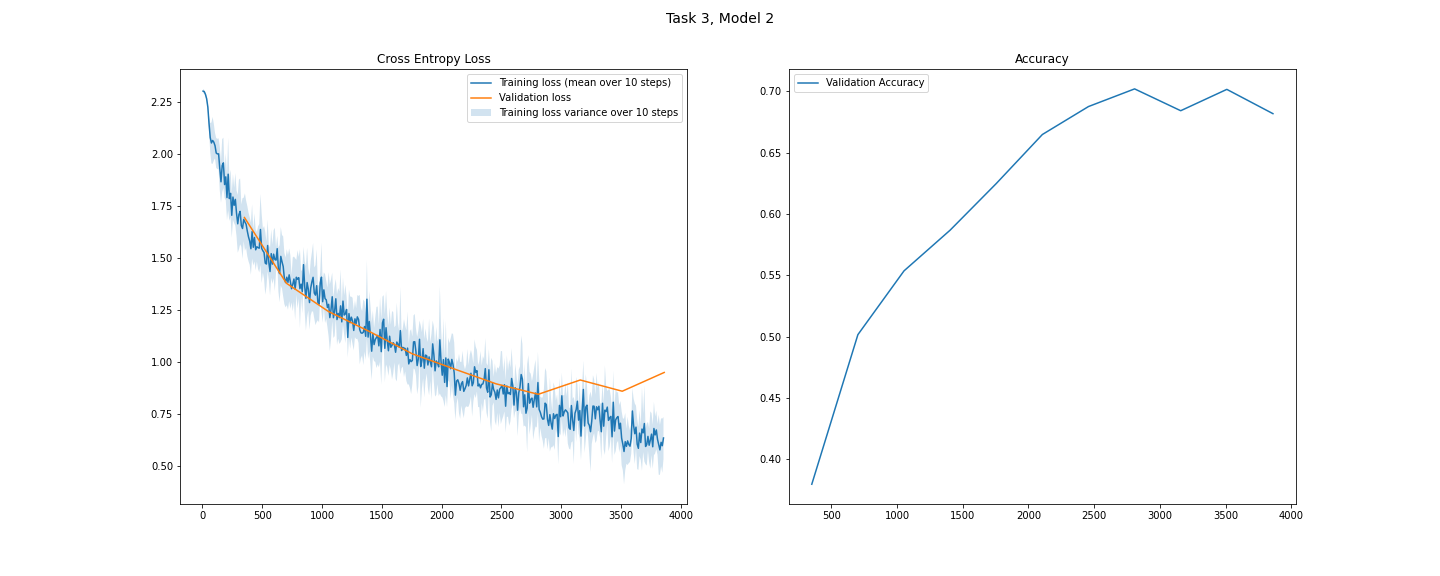 Task 3, Model 2
Cross Entropy Loss
Training loss (mean over 10 steps)
Validation loss
Training loss variance over 10 steps
2.25
2.00
1.75
1.50
1.25
1.00
0.75
0.50
0 500 1000 1500 2000 2500 3000 3500 4000
Accuracy
Validation Accuracy
0.70
0.65
0.60
0.55
0.50
0.45
0.40
500 1000 1500 2000 2500 3000 3500 4000